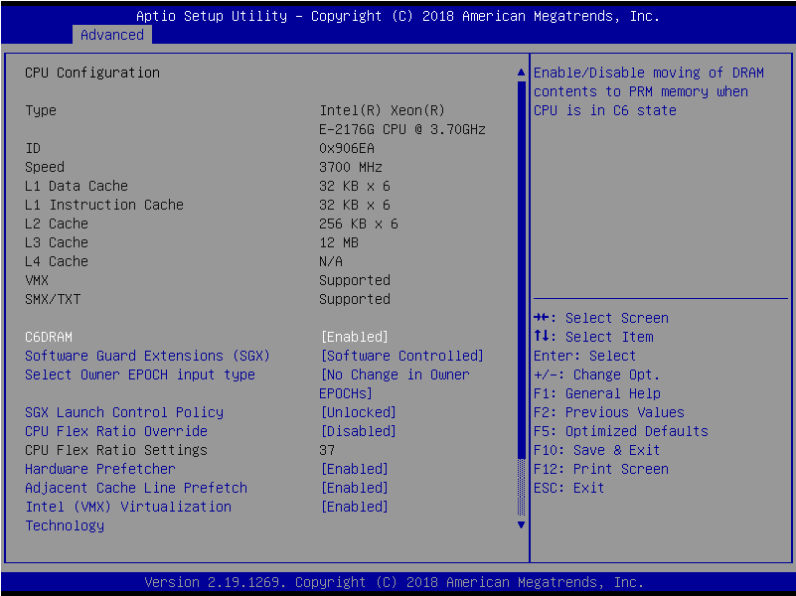 Aptio Setup Utility – Copyright (C) 2018 American Megatrends, Inc.
Advanced
CPU Configuration
Type Intel(R) Xeon(R)
E-2176G CPU @ 3.70GHz
ID 0x906EA
Speed 3700 MHz
L1 Data Cache 32 KB x 6
L1 Instruction Cache 32 KB x 6
L2 Cache 256 KB x 6
L3 Cache 12 MB
L4 Cache N/A
VMX Supported
SMX/TXT Supported
C6DRAM [Enabled]
Software Guard Extensions (SGX) [Software Controlled]
Select Owner EPOCH input type [No Change in Owner
EPOCHs]
SGX Launch Control Policy [Unlocked]
CPU Flex Ratio Override [Disabled]
CPU Flex Ratio Settings 37
Hardware Prefetcher [Enabled]
Adjacent Cache Line Prefetch [Enabled]
Intel (VMX) Virtualization [Enabled]
Technology
Enable/Disable moving of DRAM
contents to PRM memory when
CPU is in C6 state
→←: Select Screen
↑↓: Select Item
Enter: Select
+/-: Change Opt.
F1: General Help
F2: Previous Values
F5: Optimized Defaults
F10: Save & Exit
F12: Print Screen
ESC: Exit
Version 2.19.1269. Copyright (C) 2018 American Megatrends, Inc.